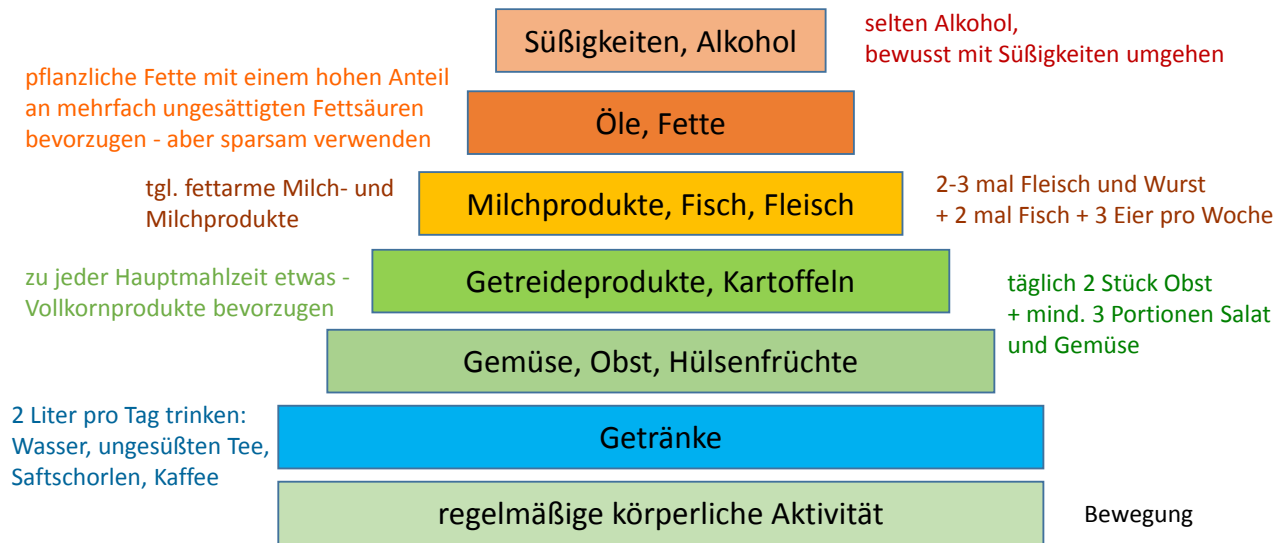 Süßigkeiten, Alkohol
selten Alkohol,
bewusst mit Süßigkeiten umgehen
pflanzliche Fette mit einem hohen Anteil
an mehrfach ungesättigten Fettsäuren
bevorzugen - aber sparsam verwenden
Öle, Fette
tgl. fettarme Milch- und
Milchprodukte
Milchprodukte, Fisch, Fleisch
2-3 mal Fleisch und Wurst
+ 2 mal Fisch + 3 Eier pro Woche
zu jeder Hauptmahlzeit etwas -
Vollkornprodukte bevorzugen
Getreideprodukte, Kartoffeln
täglich 2 Stück Obst
+ mind. 3 Portionen Salat
und Gemüse
Gemüse, Obst, Hülsenfrüchte
2 Liter pro Tag trinken:
Wasser, ungesüßten Tee,
Saftschorlen, Kaffee
Getränke
regelmäßige körperliche Aktivität
Bewegung